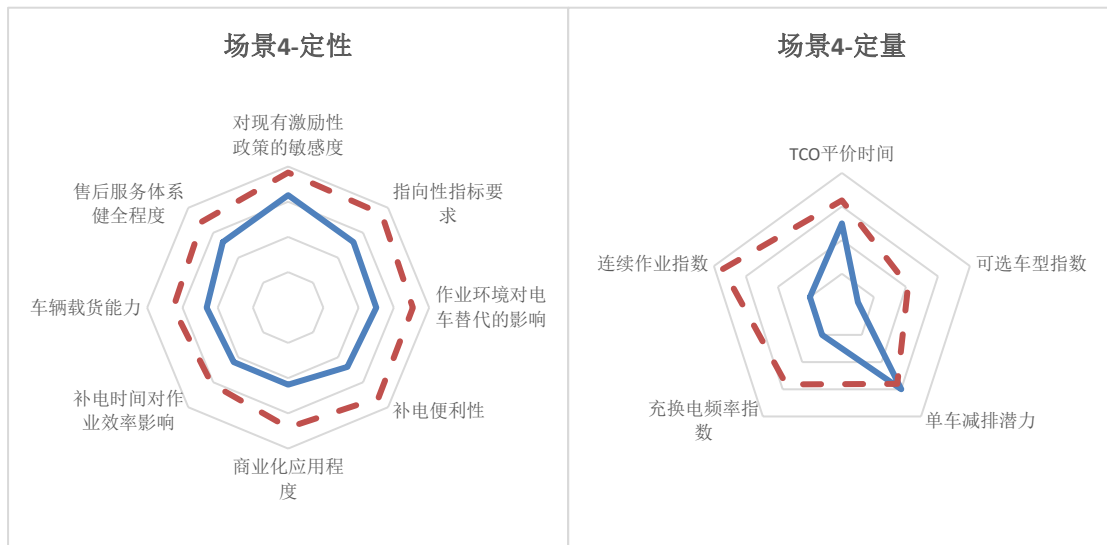 场景4-定性
对现有激励性
政策的敏感度
指向性指标要
求
作业环境对电
车替代的影响
补电便利性
商业化应用程
度
补电时间对作
业效率影响
车辆载货能力
售后服务体系
健全程度
场景4-定量
TCO平价时间
可选车型指数
单车减排潜力
充换电频率指
数
连续作业指数